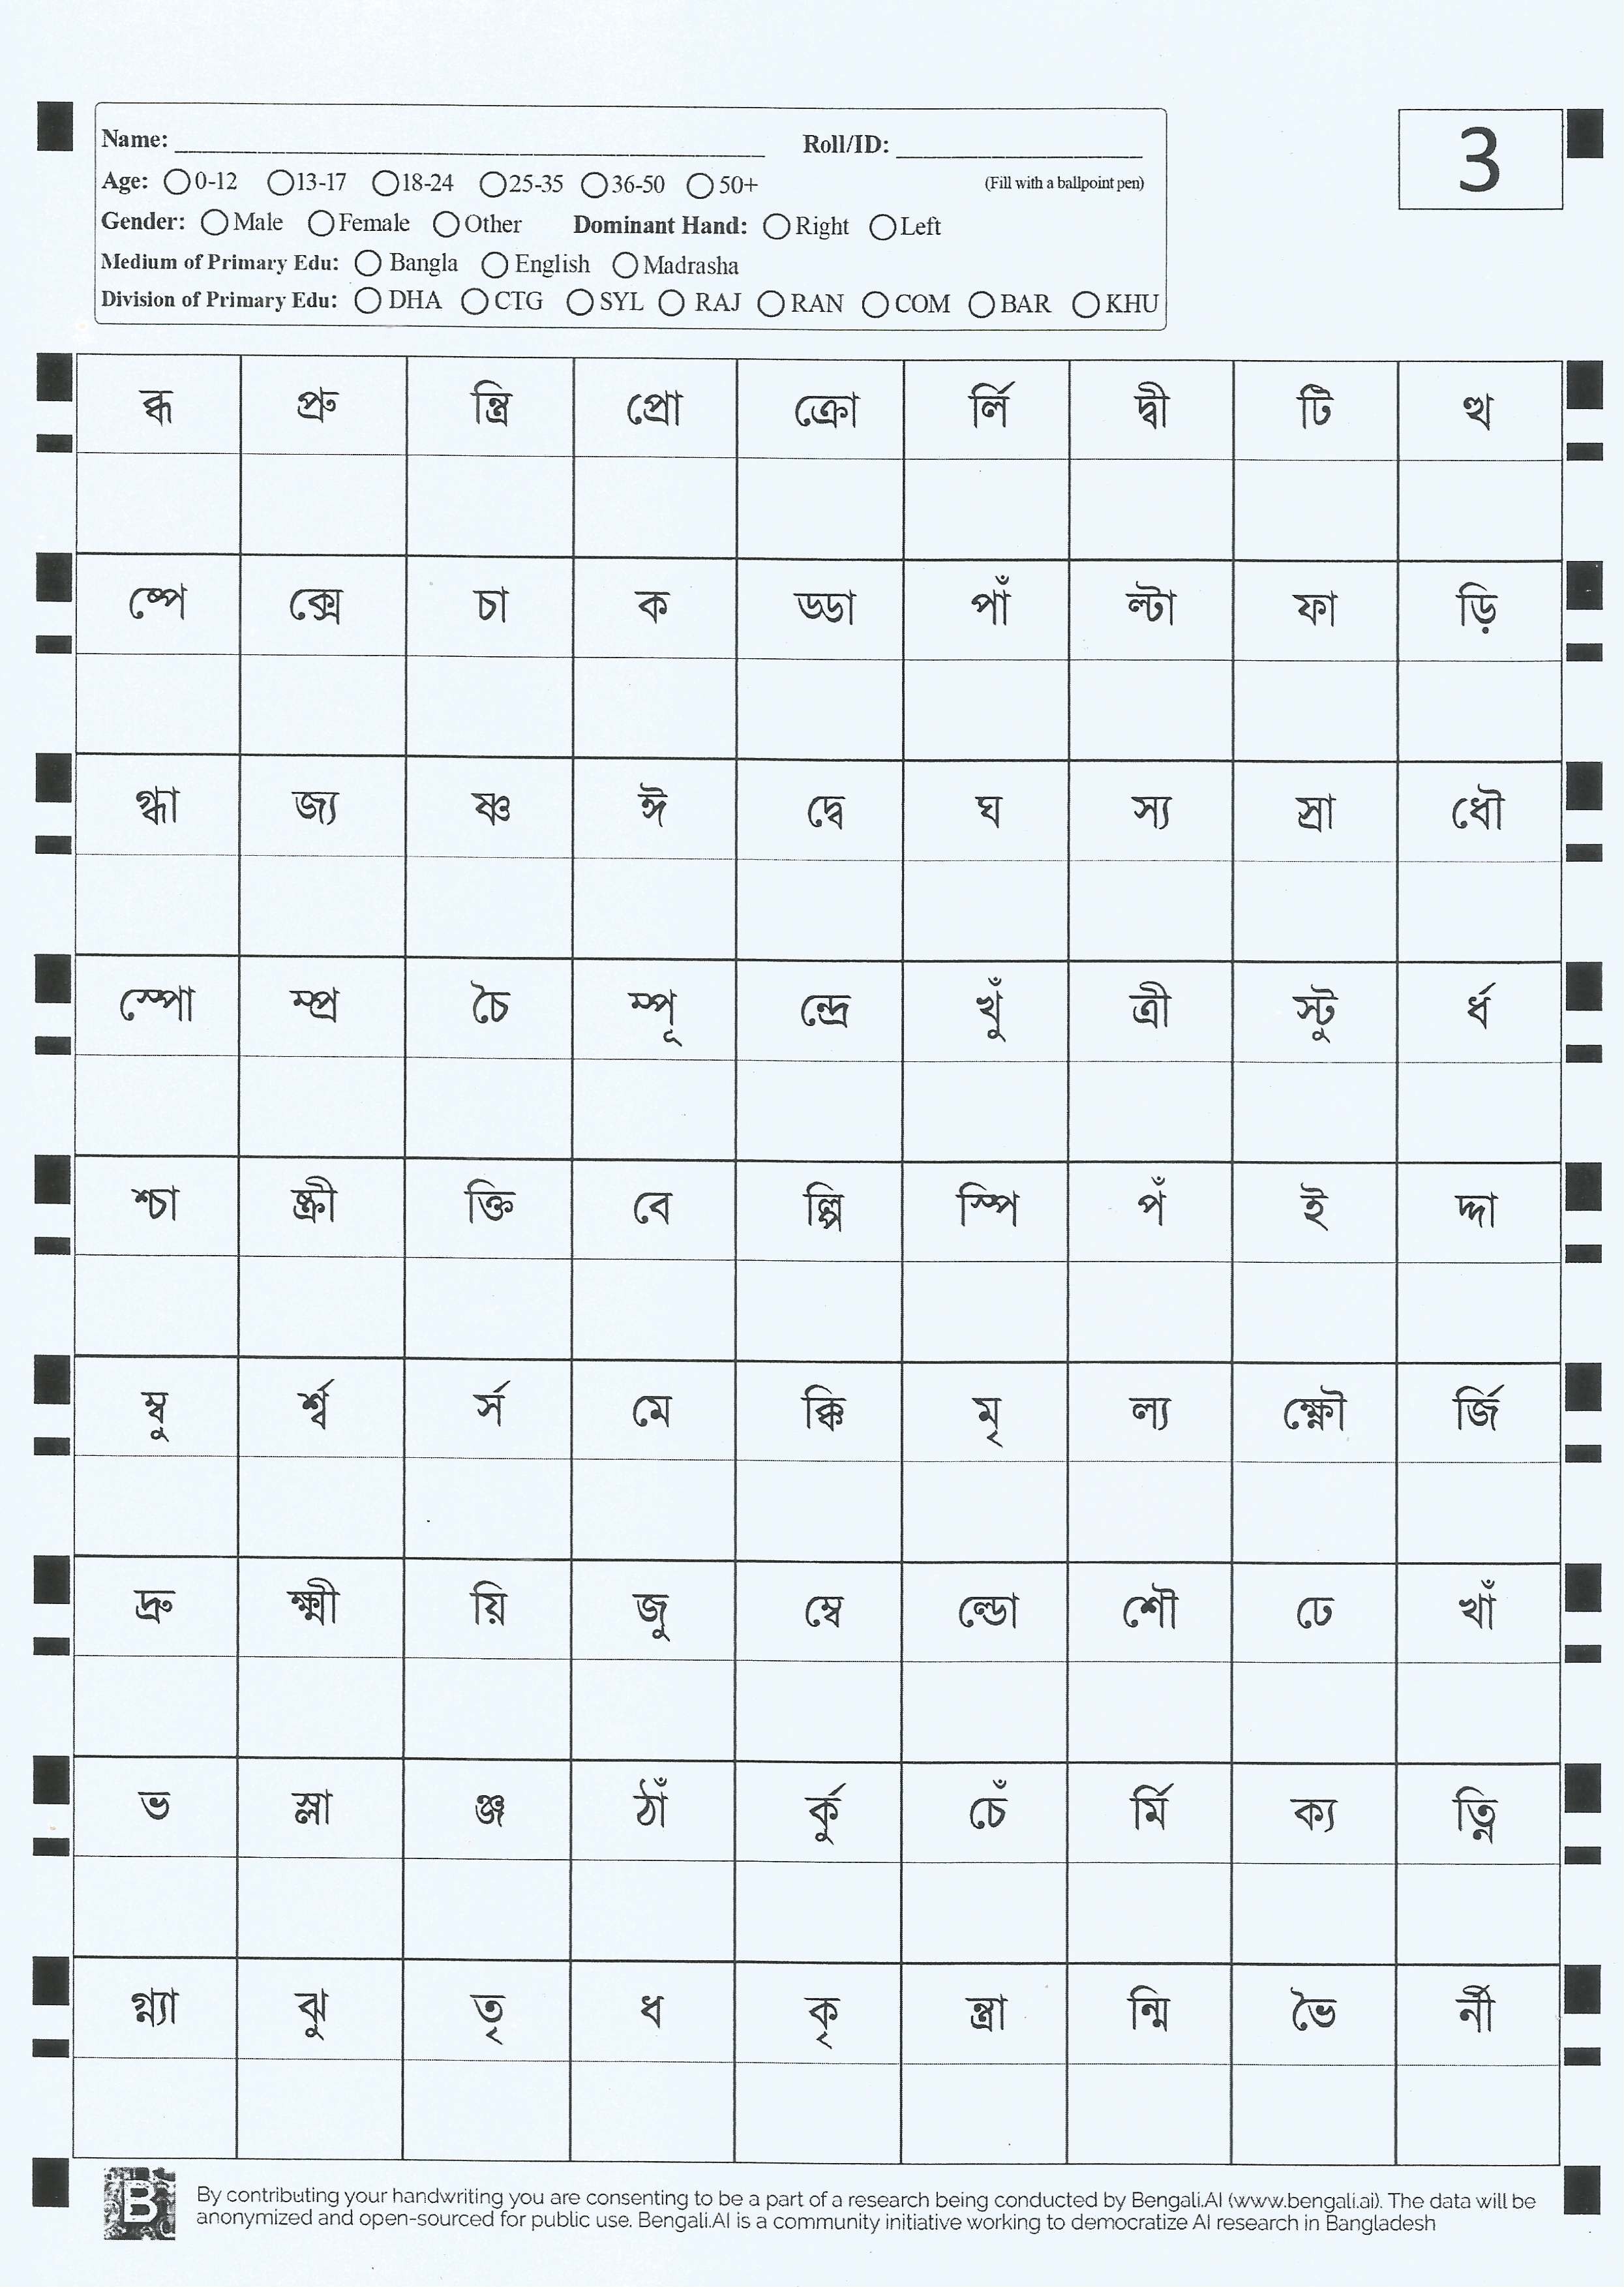 Name: Roll/ID:
3
Age: 0-12 13-17 18-24 25-35 36-50 50+ (Fill with a ballpoint pen)
Gender: Male Female Other Dominant Hand: Right Left
Medium of Primary Edu: Bangla English Madrasha
Division of Primary Edu: DHA CTG SYL RAJ RAN COM BAR KHU
ব্ধ প্রু ন্ত্রি প্রো ক্রো র্লি দ্বী টি ত্থ
ষ্পে ক্সে চা ক ড্ডা পাঁ ল্টা ফা ড়ি
গ্ধা জ্য ষ্ণ ঈ দ্বে ঘ স্য স্রা ধৌ
স্পো ম্প্র চৈ ম্পূ ন্দ্রে খুঁ ত্রী স্টু র্ধ
শ্চা ষ্ক্রী ক্তি বে ল্পি স্পি পঁ ই দ্দা
ম্বু র্শ্ব র্স মে ক্কি মৃ ল্য ক্ষ্ণৌ র্জি
দ্রু ক্ষ্মী য়ি জু ম্বে ল্ডো শৌ ঢে খাঁ
ভ স্লা ঞ্জ ঠাঁ র্কু চেঁ র্মি ক্য ত্নি
গ্ন্যা ঝু তৃ ধ কৃ ন্ত্রা ন্মি ভৈ র্নী
B By contributing your handwriting you are consenting to be a part of a research being conducted by Bengali.AI (www.bengali.ai). The data will be
anonymized and open-sourced for public use. Bengali.AI is a community initiative working to democratize AI research in Bangladesh